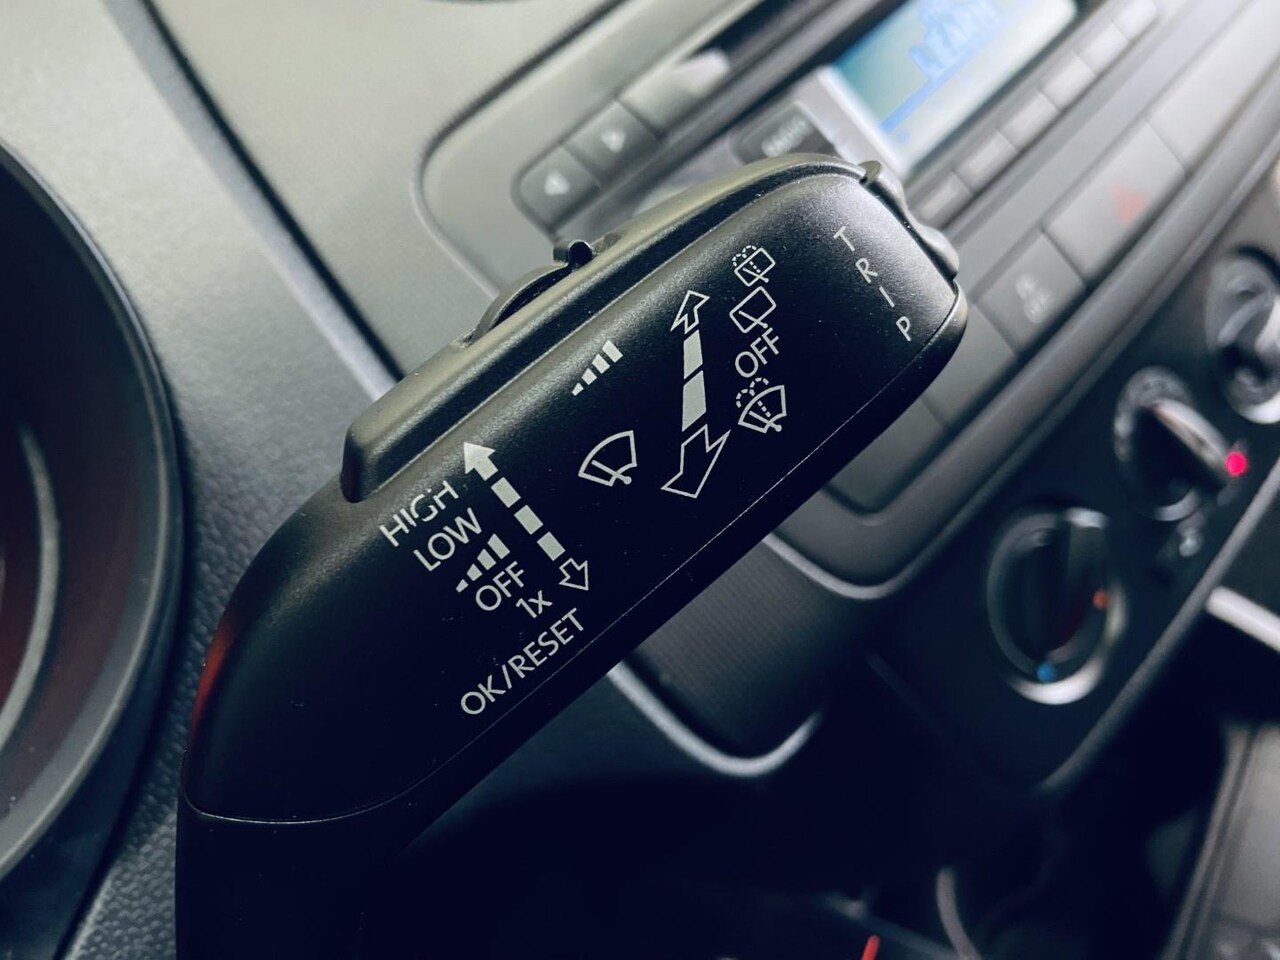 TRIP
OFF
HIGH
LOW
OFF
1x
OK/RESET